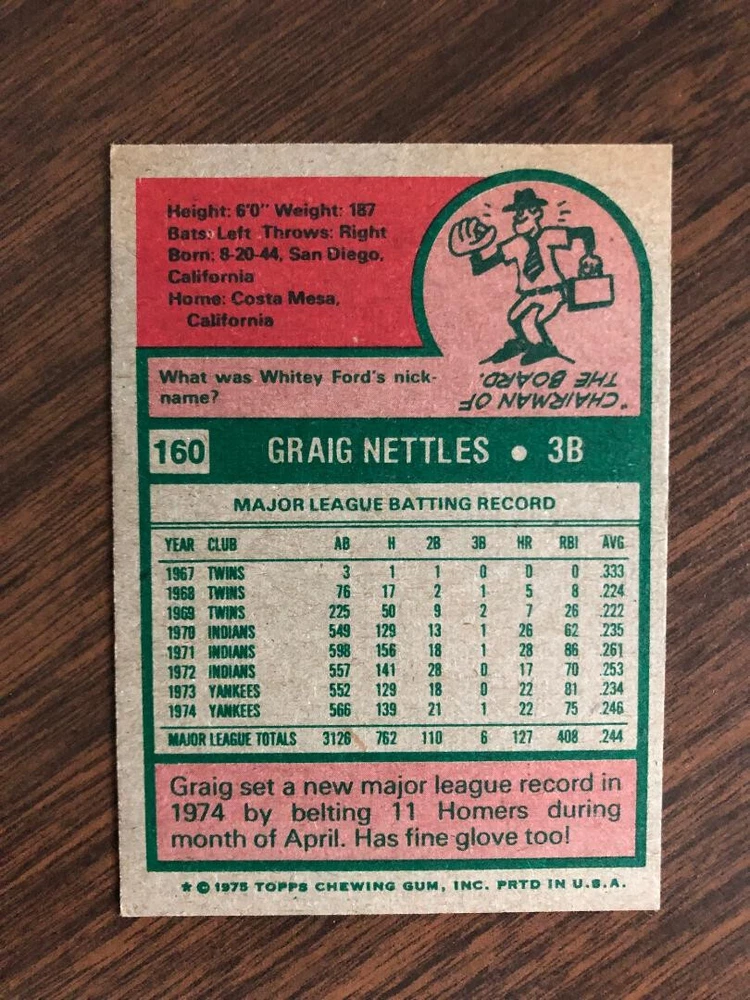 Height: 6'0" Weight: 187
Bats: Left Throws: Right
Born: 8-20-44, San Diego,
California
Home: Costa Mesa,
California
What was Whitey Ford's nick-
name?
"CHAIRMAN OF
THE BOARD.
160 GRAIG NETTLES • 3B
MAJOR LEAGUE BATTING RECORD
YEAR CLUB AB H 2B 3B HR RBI AVG
1967 TWINS 3 1 1 0 0 0 .333
1968 TWINS 76 17 2 1 5 8 .224
1969 TWINS 225 50 9 2 7 26 .222
1970 INDIANS 549 129 13 1 26 62 .235
1971 INDIANS 598 156 18 1 28 86 .261
1972 INDIANS 557 141 28 0 17 70 .253
1973 YANKEES 552 129 18 0 22 81 .234
1974 YANKEES 566 139 21 1 22 75 .246
MAJOR LEAGUE TOTALS 3126 762 110 6 127 408 .244
Graig set a new major league record in
1974 by belting 11 Homers during
month of April. Has fine glove too!
★ © 1975 TOPPS CHEWING GUM, INC. PRTD IN U.S.A.